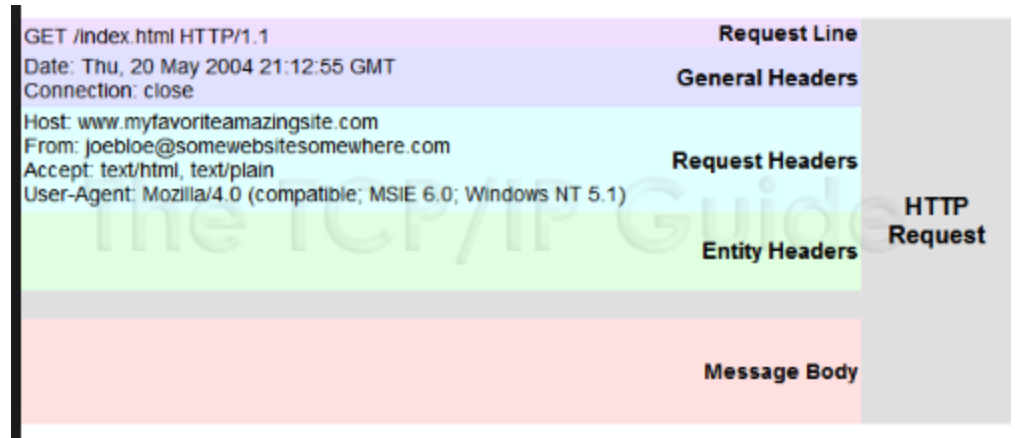 GET /index.html HTTP/1.1
Request Line
Date: Thu, 20 May 2004 21:12:55 GMT
Connection: close
General Headers
Host: www.myfavoriteamazingsite.com
From: joebloe@somewebsitesomewhere.com
Accept: text/html, text/plain
User-Agent: Mozilla/4.0 (compatible; MSIE 6.0; Windows NT 5.1)
Request Headers
Entity Headers
Message Body
HTTP
Request
The TCP/IP Guide